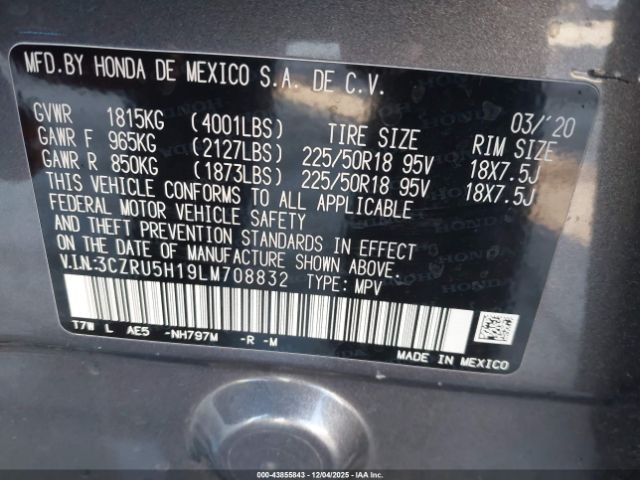 MFD.BY HONDA DE MEXICO S.A. DE C.V.
03/'20
GVWR 1815KG (4001LBS) TIRE SIZE RIM SIZE
GAWR F 965KG (2127LBS) 225/50R18 95V 18X7.5J
GAWR R 850KG (1873LBS) 225/50R18 95V 18X7.5J
THIS VEHICLE CONFORMS TO ALL APPLICABLE
FEDERAL MOTOR VEHICLE SAFETY
AND THEFT PREVENTION STANDARDS IN EFFECT
ON THE DATE OF MANUFACTURE SHOWN ABOVE.
V.I.N:3CZRU5H19LM708832 TYPE: MPV
T7W L AE5 -NH797M -R -M
MADE IN MEXICO
000-43855843 - 12/04/2025 - IAA, Inc.